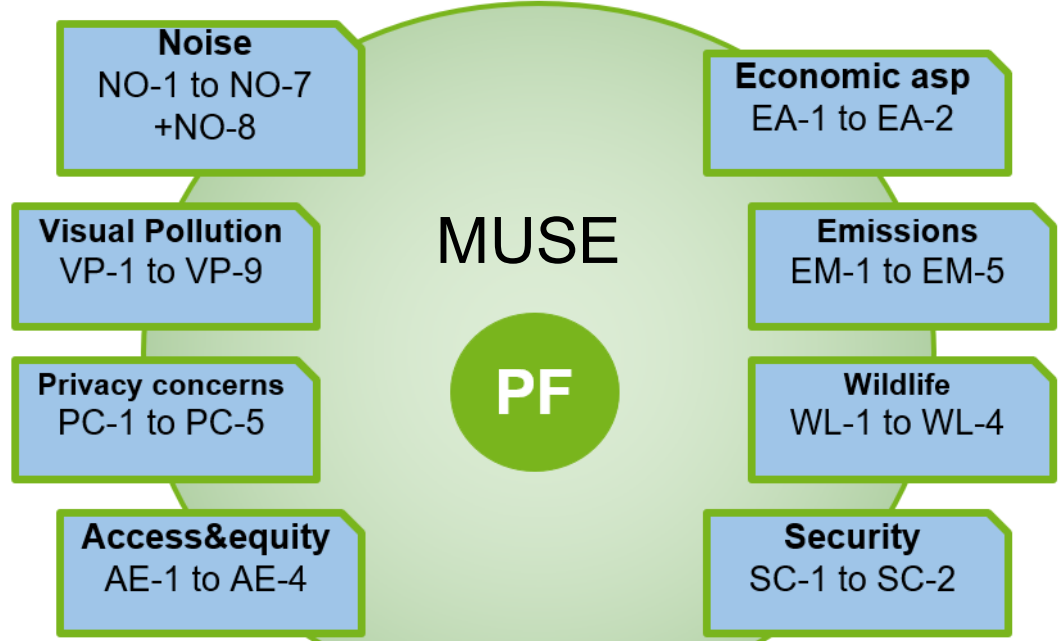 Noise
NO-1 to NO-7
+NO-8
Economic asp
EA-1 to EA-2
Visual Pollution
VP-1 to VP-9
MUSE
Emissions
EM-1 to EM-5
Privacy concerns
PC-1 to PC-5
PF
Wildlife
WL-1 to WL-4
Access&equity
AE-1 to AE-4
Security
SC-1 to SC-2